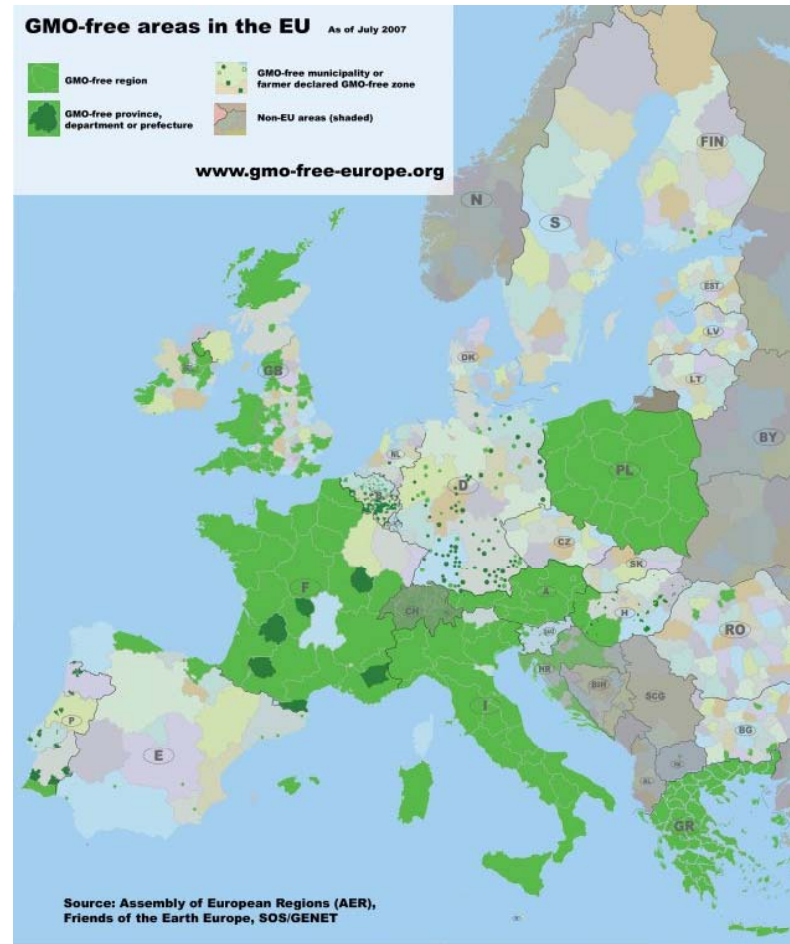 GMO-free areas in the EU As of July 2007
GMO-free region
GMO-free municipality or
farmer declared GMO-free zone
GMO-free province,
department or prefecture
Non-EU areas (shaded)
www.gmo-free-europe.org
FIN
N
S
EST
LV
DK
LT
GB
BY
NL
D
PL
CZ
SK
F
A
H
CH
RO
HR
BIH
SCG
I
BG
P
E
AL
GR
Source: Assembly of European Regions (AER),
Friends of the Earth Europe, SOS/GENET